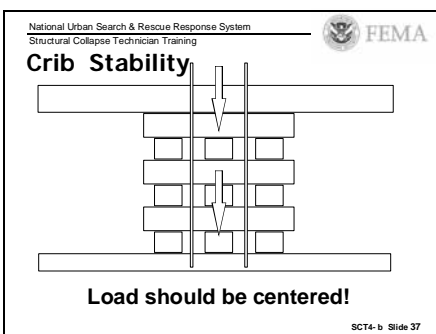 National Urban Search & Rescue Response System
Structural Collapse Technician Training
FEMA
Crib Stability
Load should be centered!
SCT4- b Slide 37